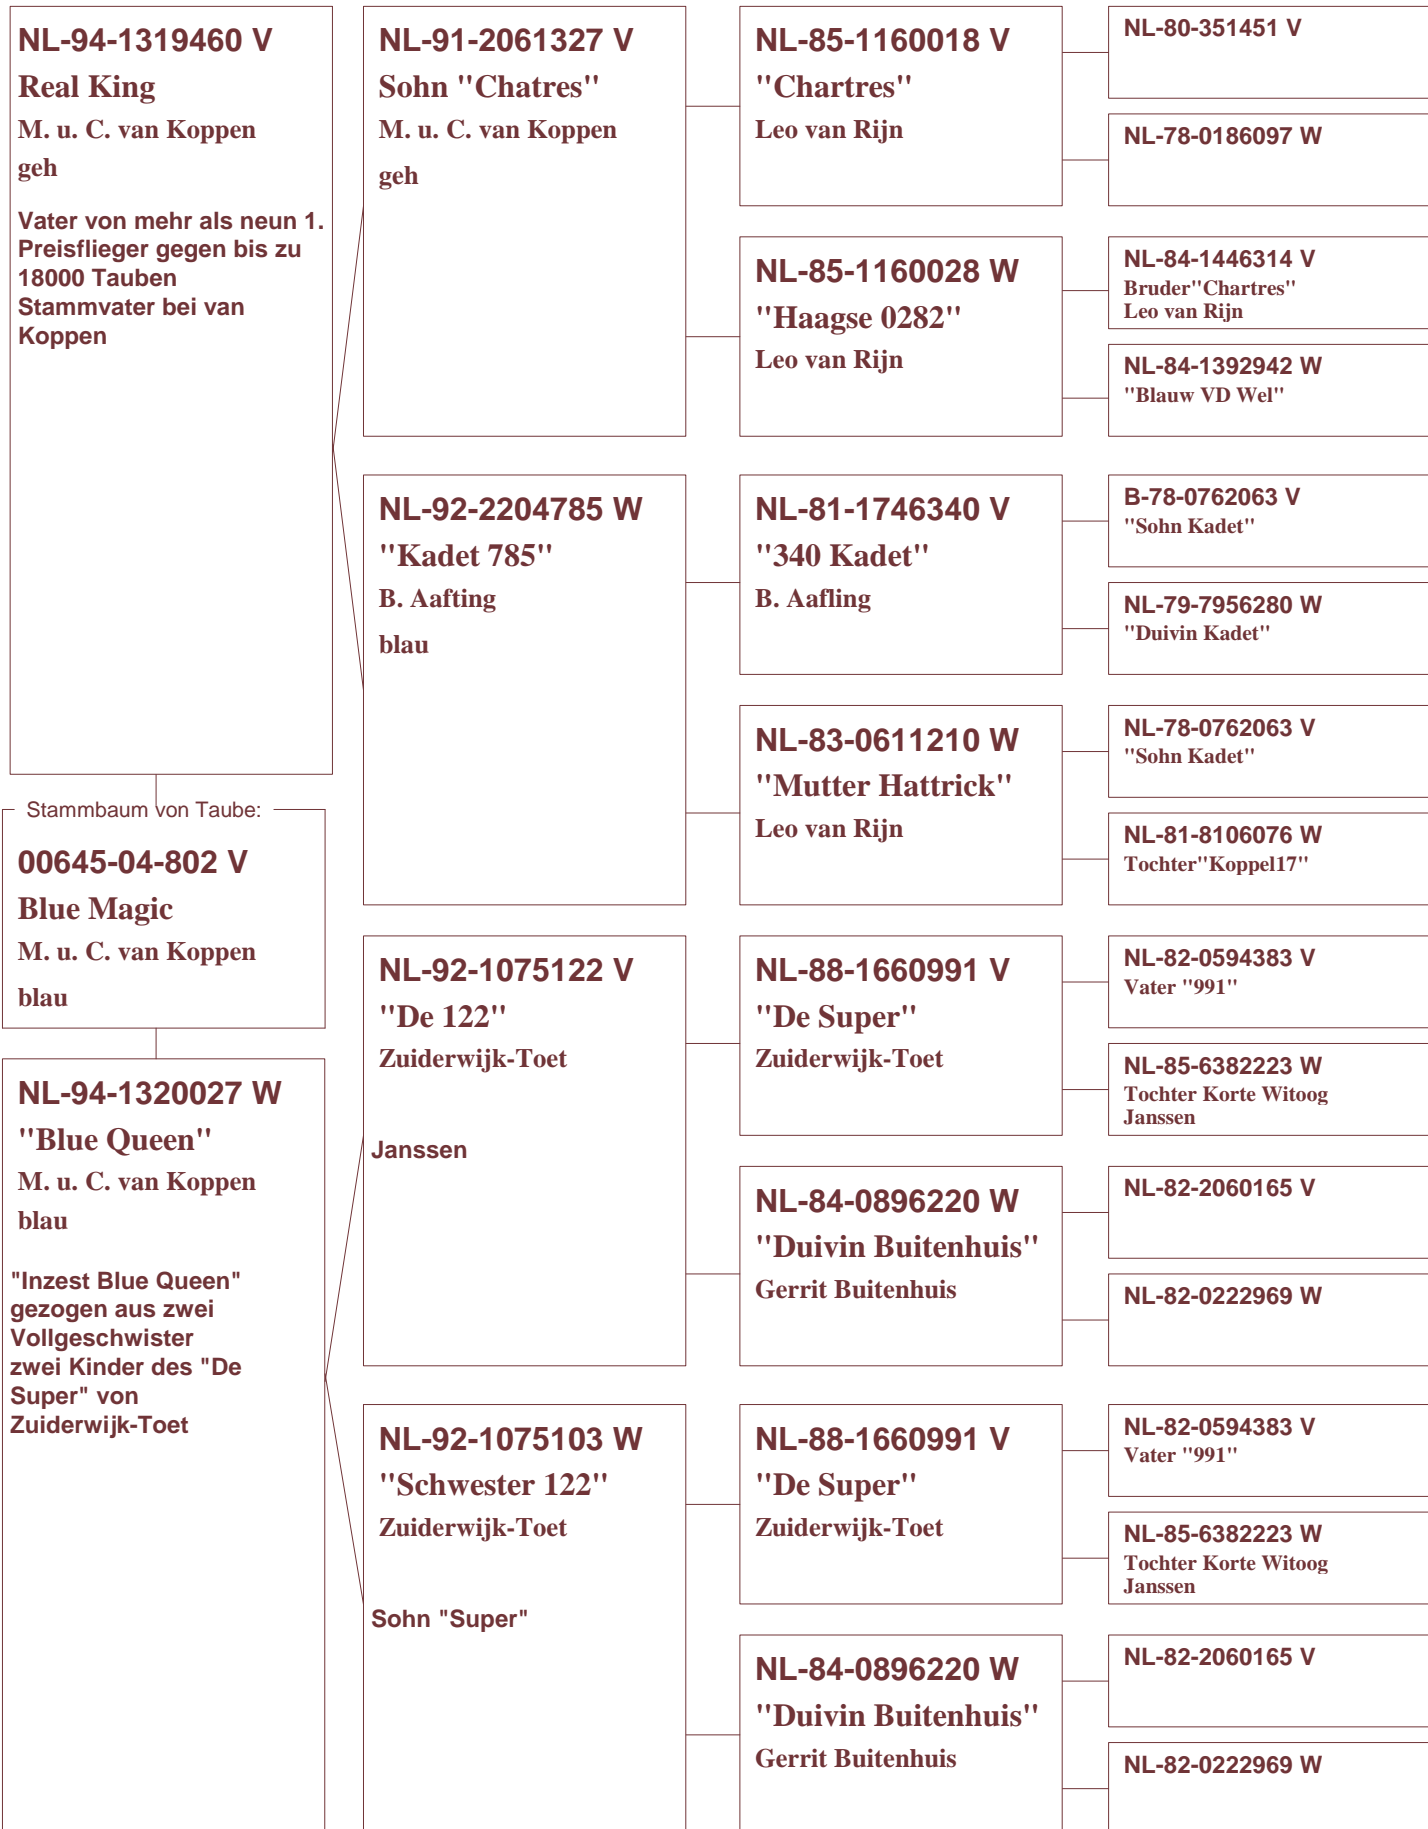 NL-94-1319460 V
Real King
M. u. C. van Koppen
geh
Vater von mehr als neun 1.
Preisflieger gegen bis zu
18000 Tauben
Stammvater bei van
Koppen
Stammbaum von Taube:
00645-04-802 V
Blue Magic
M. u. C. van Koppen
blau
NL-94-1320027 W
"Blue Queen"
M. u. C. van Koppen
blau
"Inzest Blue Queen"
gezogen aus zwei
Vollgeschwister
zwei Kinder des "De
Super" von
Zuiderwijk-Toet
NL-91-2061327 V
Sohn "Chatres"
M. u. C. van Koppen
geh
NL-92-2204785 W
"Kadet 785"
B. Aafting
blau
NL-92-1075122 V
"De 122"
Zuiderwijk-Toet
Janssen
NL-92-1075103 W
"Schwester 122"
Zuiderwijk-Toet
Sohn "Super"
NL-85-1160018 V
"Chartres"
Leo van Rijn
NL-85-1160028 W
"Haagse 0282"
Leo van Rijn
NL-81-1746340 V
"340 Kadet"
B. Aafling
NL-83-0611210 W
"Mutter Hattrick"
Leo van Rijn
NL-88-1660991 V
"De Super"
Zuiderwijk-Toet
NL-84-0896220 W
"Duivin Buitenhuis"
Gerrit Buitenhuis
NL-88-1660991 V
"De Super"
Zuiderwijk-Toet
NL-84-0896220 W
"Duivin Buitenhuis"
Gerrit Buitenhuis
NL-80-351451 V
NL-78-0186097 W
NL-84-1446314 V
Bruder"Chartres"
Leo van Rijn
NL-84-1392942 W
"Blauw VD Wel"
B-78-0762063 V
"Sohn Kadet"
NL-79-7956280 W
"Duivin Kadet"
NL-78-0762063 V
"Sohn Kadet"
NL-81-8106076 W
Tochter"Koppel17"
NL-82-0594383 V
Vater "991"
NL-85-6382223 W
Tochter Korte Witoog
Janssen
NL-82-2060165 V
NL-82-0222969 W
NL-82-0594383 V
Vater "991"
NL-85-6382223 W
Tochter Korte Witoog
Janssen
NL-82-2060165 V
NL-82-0222969 W